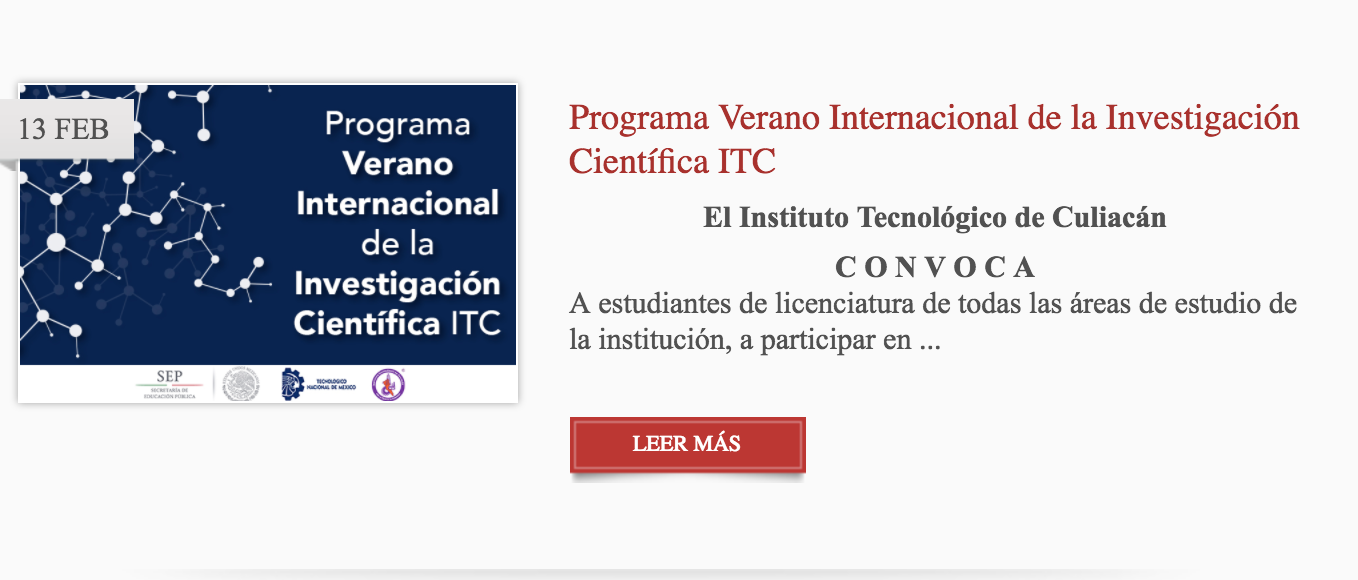 13 FEB
Programa
Verano
Internacional
de la
Investigación
Científica ITC
SEP
SECRETARÍA DE
EDUCACIÓN PÚBLICA
TECNOLÓGICO
NACIONAL DE MÉXICO
Programa Verano Internacional de la Investigación
Científica ITC
El Instituto Tecnológico de Culiacán
C O N V O C A
A estudiantes de licenciatura de todas las áreas de estudio de
la institución, a participar en ...
LEER MÁS